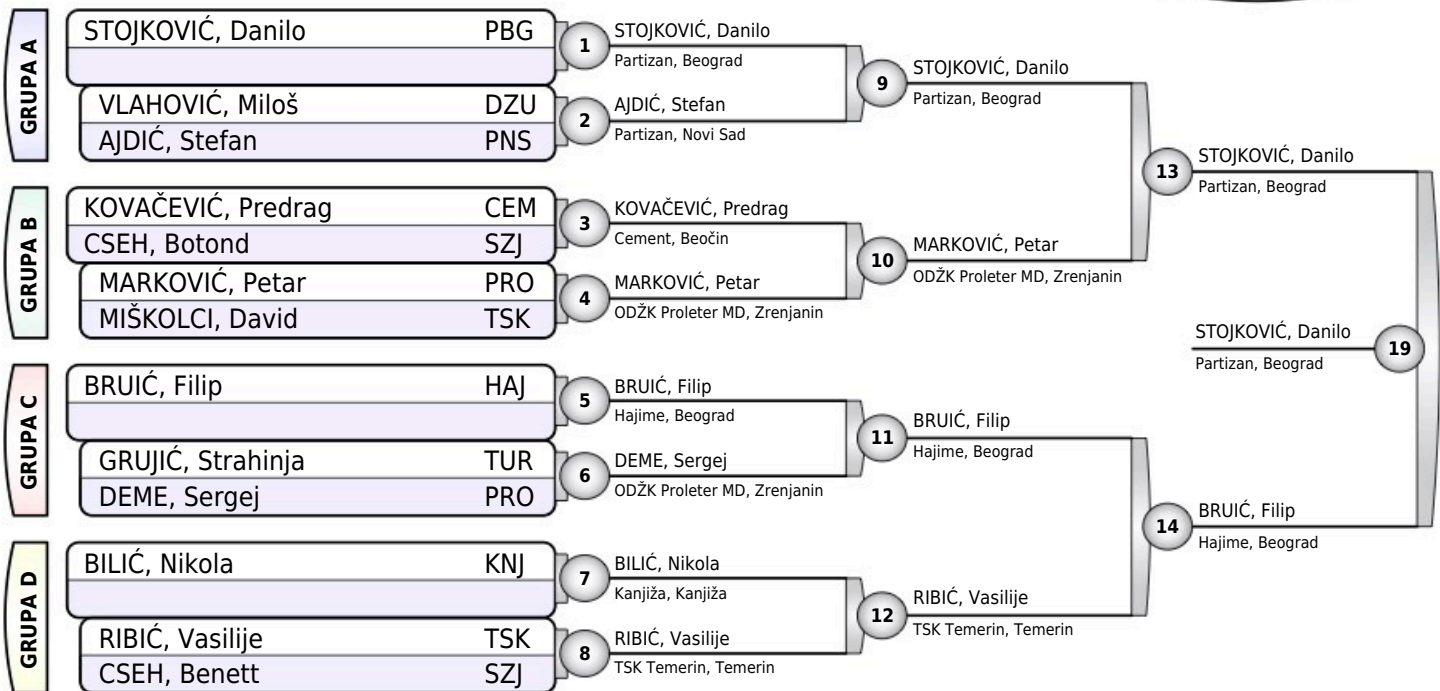 GRUPA A
STOJKOVIĆ, Danilo PBG
VLAHOVIĆ, Miloš DZU
AJDIĆ, Stefan PNS
GRUPA B
KOVAČEVIĆ, Predrag CEM
CSEH, Botond SZJ
MARKOVIĆ, Petar PRO
MIŠKOLCI, David TSK
GRUPA C
BRUIĆ, Filip HAJ
GRUJIĆ, Strahinja TUR
DEME, Sergej PRO
GRUPA D
BILIĆ, Nikola KNJ
RIBIĆ, Vasilije TSK
CSEH, Benett SZJ
1 STOJKOVIĆ, Danilo
Partizan, Beograd
2 AJDIĆ, Stefan
Partizan, Novi Sad
3 KOVAČEVIĆ, Predrag
Cement, Beočin
4 MARKOVIĆ, Petar
ODŽK Proleter MD, Zrenjanin
5 BRUIĆ, Filip
Hajime, Beograd
6 DEME, Sergej
ODŽK Proleter MD, Zrenjanin
7 BILIĆ, Nikola
Kanjiža, Kanjiža
8 RIBIĆ, Vasilije
TSK Temerin, Temerin
9 STOJKOVIĆ, Danilo
Partizan, Beograd
10 MARKOVIĆ, Petar
ODŽK Proleter MD, Zrenjanin
11 BRUIĆ, Filip
Hajime, Beograd
12 RIBIĆ, Vasilije
TSK Temerin, Temerin
13 STOJKOVIĆ, Danilo
Partizan, Beograd
14 BRUIĆ, Filip
Hajime, Beograd
STOJKOVIĆ, Danilo 19
Partizan, Beograd